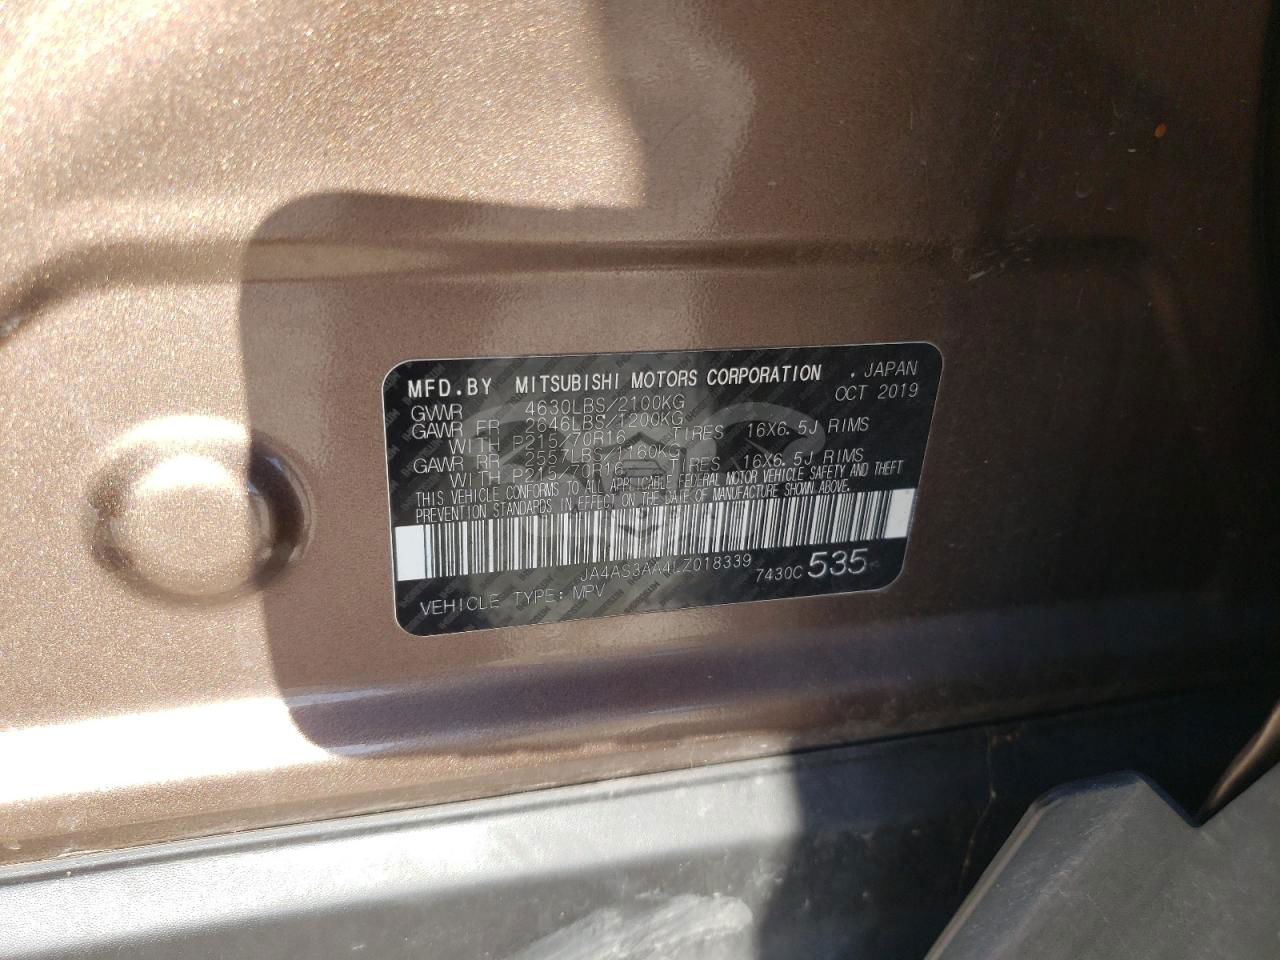 MFD.BY MITSUBISHI MOTORS CORPORATION . JAPAN
OCT 2019
GVWR 4630LBS/2100KG
GAWR FR 2646LBS/1200KG
WITH P215/70R16 TIRES 16X6.5J RIMS
GAWR RR 2557LBS/1160KG
WITH P215/70R16 TIRES 16X6.5J RIMS
THIS VEHICLE CONFORMS TO ALL APPLICABLE FEDERAL MOTOR VEHICLE SAFETY AND THEFT
PREVENTION STANDARDS IN EFFECT ON THE DATE OF MANUFACTURE SHOWN ABOVE.
JA4AS3AA4LZ018339 7430C 535
VEHICLE TYPE: MPV